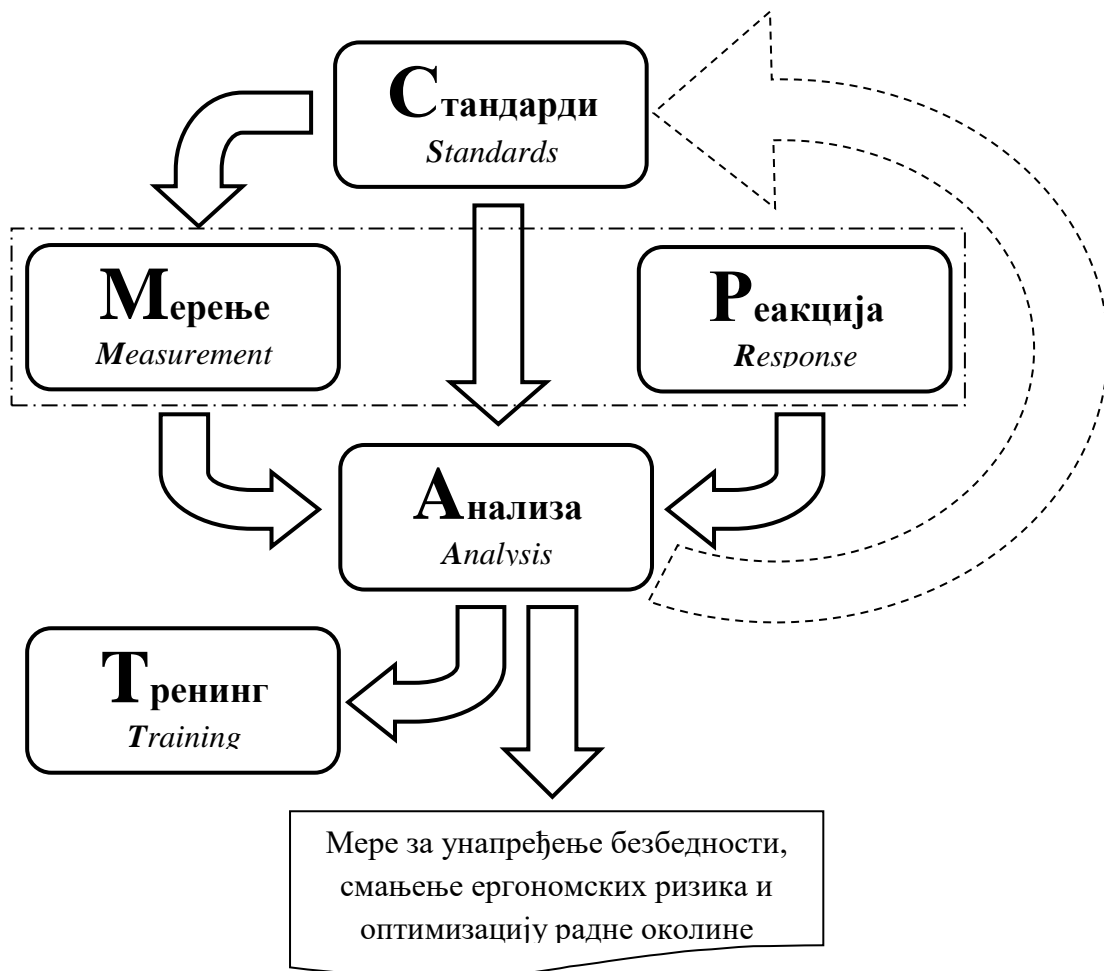 Стандарди
Standards
Мерење
Measurement
Реакција
Response
Анализа
Analysis
Тренинг
Training
Мере за унапређење безбедности,
смањење ергономских ризика и
оптимизацију радне околине